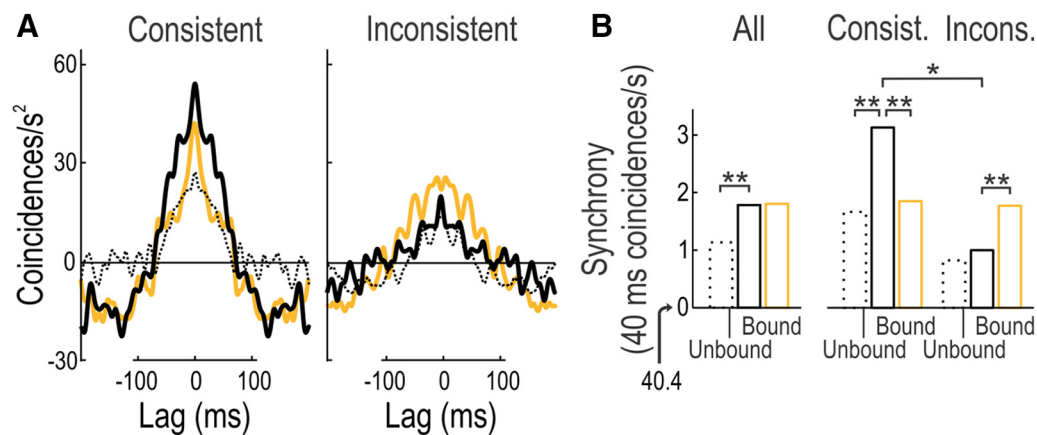 A
Consistent
Inconsistent
Coincidences/s²
60
30
0
-30
-100
0
100
-100
0
100
Lag (ms)
Lag (ms)
B
All
Consist.
Incons.
Synchrony
(40 ms coincidences/s)
3
2
1
0
40.4
**
**
**
*
**
Bound
Unbound
Bound
Unbound
Bound
Unbound